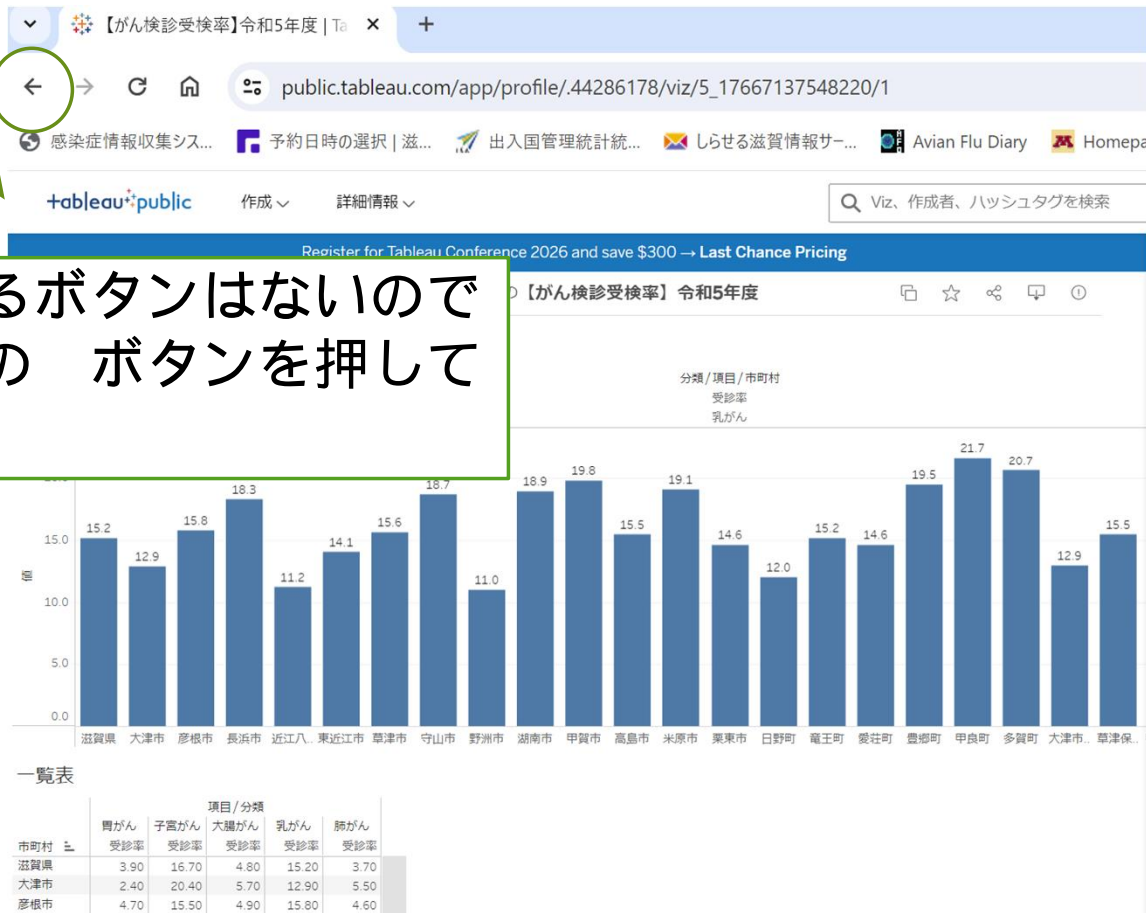 【がん検診受検率】令和5年度 | Ta
public.tableau.com/app/profile/.44286178/viz/5_17667137548220/1
感染症情報収集シス... 予約日時の選択 | 滋... 出入国管理統計統... しらせる滋賀情報サー... Avian Flu Diary Homepa
+ableau public 作成 詳細情報 Viz、作成者、ハッシュタグを検索
Register for Tableau Conference 2026 and save $300 → Last Chance Pricing
るボタンはないので
の　ボタンを押して
【がん検診受検率】令和5年度
分類/項目/市町村
受診率
乳がん
15.2 12.9 15.8 18.3 11.2 14.1 15.6 18.7 11.0 18.9 19.8 15.5 19.1 14.6 12.0 15.2 14.6 19.5 21.7 20.7 12.9 15.5
値
15.0
10.0
5.0
0.0
滋賀県 大津市 彦根市 長浜市 近江八.. 東近江市 草津市 守山市 野洲市 湖南市 甲賀市 高島市 米原市 栗東市 日野町 竜王町 愛荘町 豊郷町 甲良町 多賀町 大津市.. 草津保..
一覧表
項目/分類
胃がん 子宮がん 大腸がん 乳がん 肺がん
市町村 受診率 受診率 受診率 受診率 受診率
滋賀県 3.90 16.70 4.80 15.20 3.70
大津市 2.40 20.40 5.70 12.90 5.50
彦根市 4.70 15.50 4.90 15.80 4.60